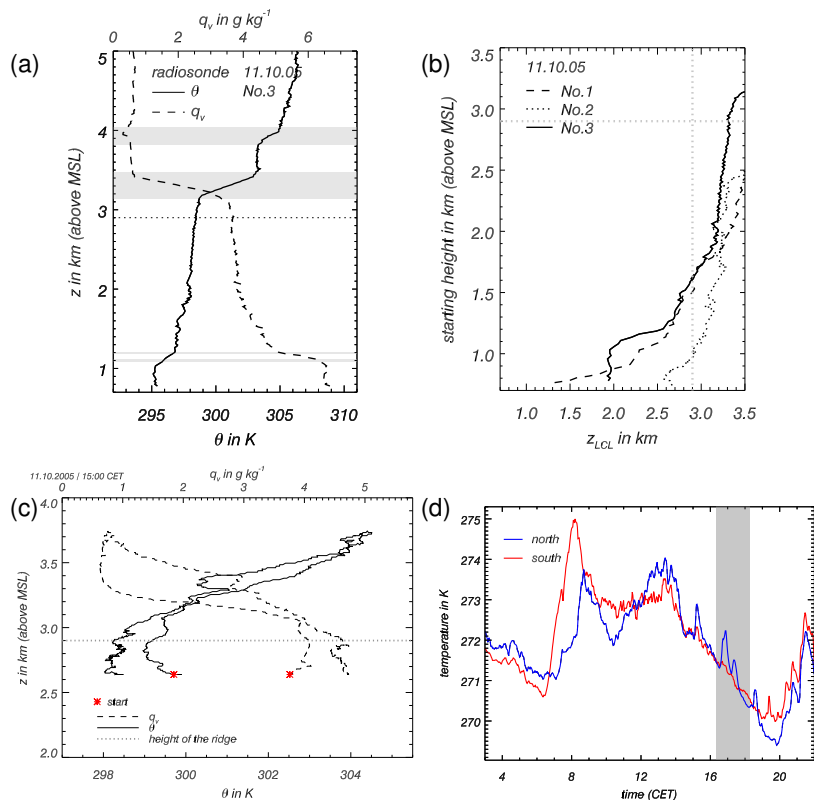 (a)
q_v in g kg^-1
0 2 4 6
radiosonde 11.10.05
θ No.3
q_v
5
4
3
2
1
z in km (above MSL)
295 300 305 310
θ in K
(b)
11.10.05
No.1
No.2
No.3
3.5
3.0
2.5
2.0
1.5
1.0
starting height in km (above MSL)
1.0 1.5 2.0 2.5 3.0 3.5
z_LCL in km
(c)
11.10.2005 / 15:00 CET
q_v in g kg^-1
0 1 2 3 4 5
4.0
3.5
3.0
2.5
2.0
z in km (above MSL)
start
q_v
θ
height of the ridge
298 300 302 304
θ in K
(d)
north
south
275
274
273
272
271
270
temperature in K
4 6 8 10 12 14 16 18 20 22
time (CET)